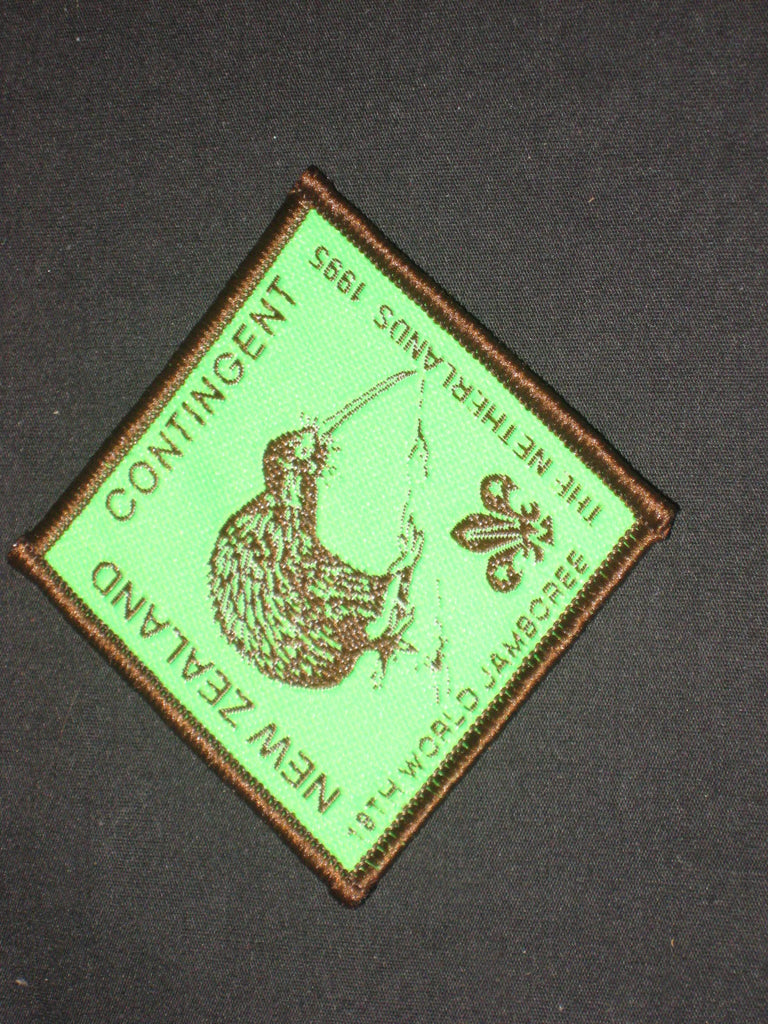 NEW ZEALAND
CONTINGENT
18TH WORLD JAMBOREE
THE NETHERLANDS 1995